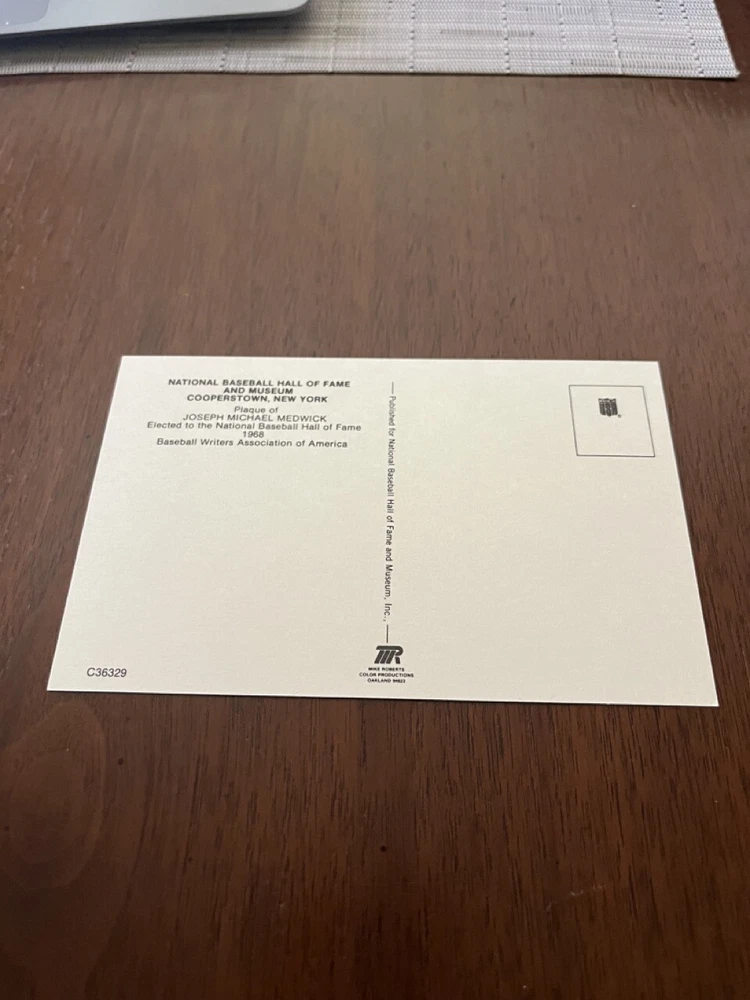 NATIONAL BASEBALL HALL OF FAME
AND MUSEUM
COOPERSTOWN, NEW YORK
Plaque of
JOSEPH MICHAEL MEDWICK
Elected to the National Baseball Hall of Fame
1968
Baseball Writers Association of America
Published for National Baseball Hall of Fame and Museum, Inc.,
C36329
MR
MIKE ROBERTS
COLOR PRODUCTIONS
OAKLAND 94623